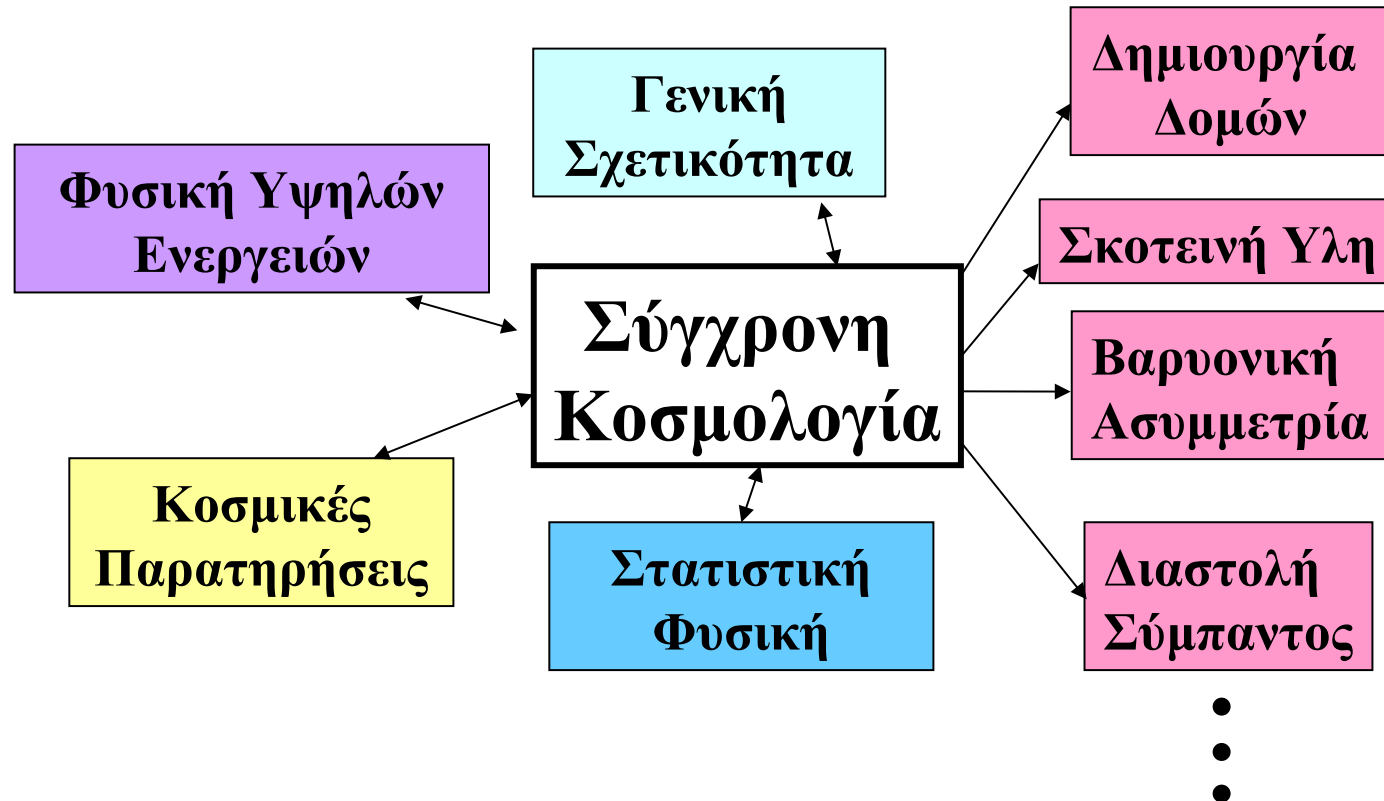 Γενική
Σχετικότητα
Φυσική Υψηλών
Ενεργειών
Σύγχρονη
Κοσμολογία
Κοσμικές
Παρατηρήσεις
Στατιστική
Φυσική
Δημιουργία
Δομών
Σκοτεινή Υλη
Βαρυονική
Ασυμμετρία
Διαστολή
Σύμπαντος